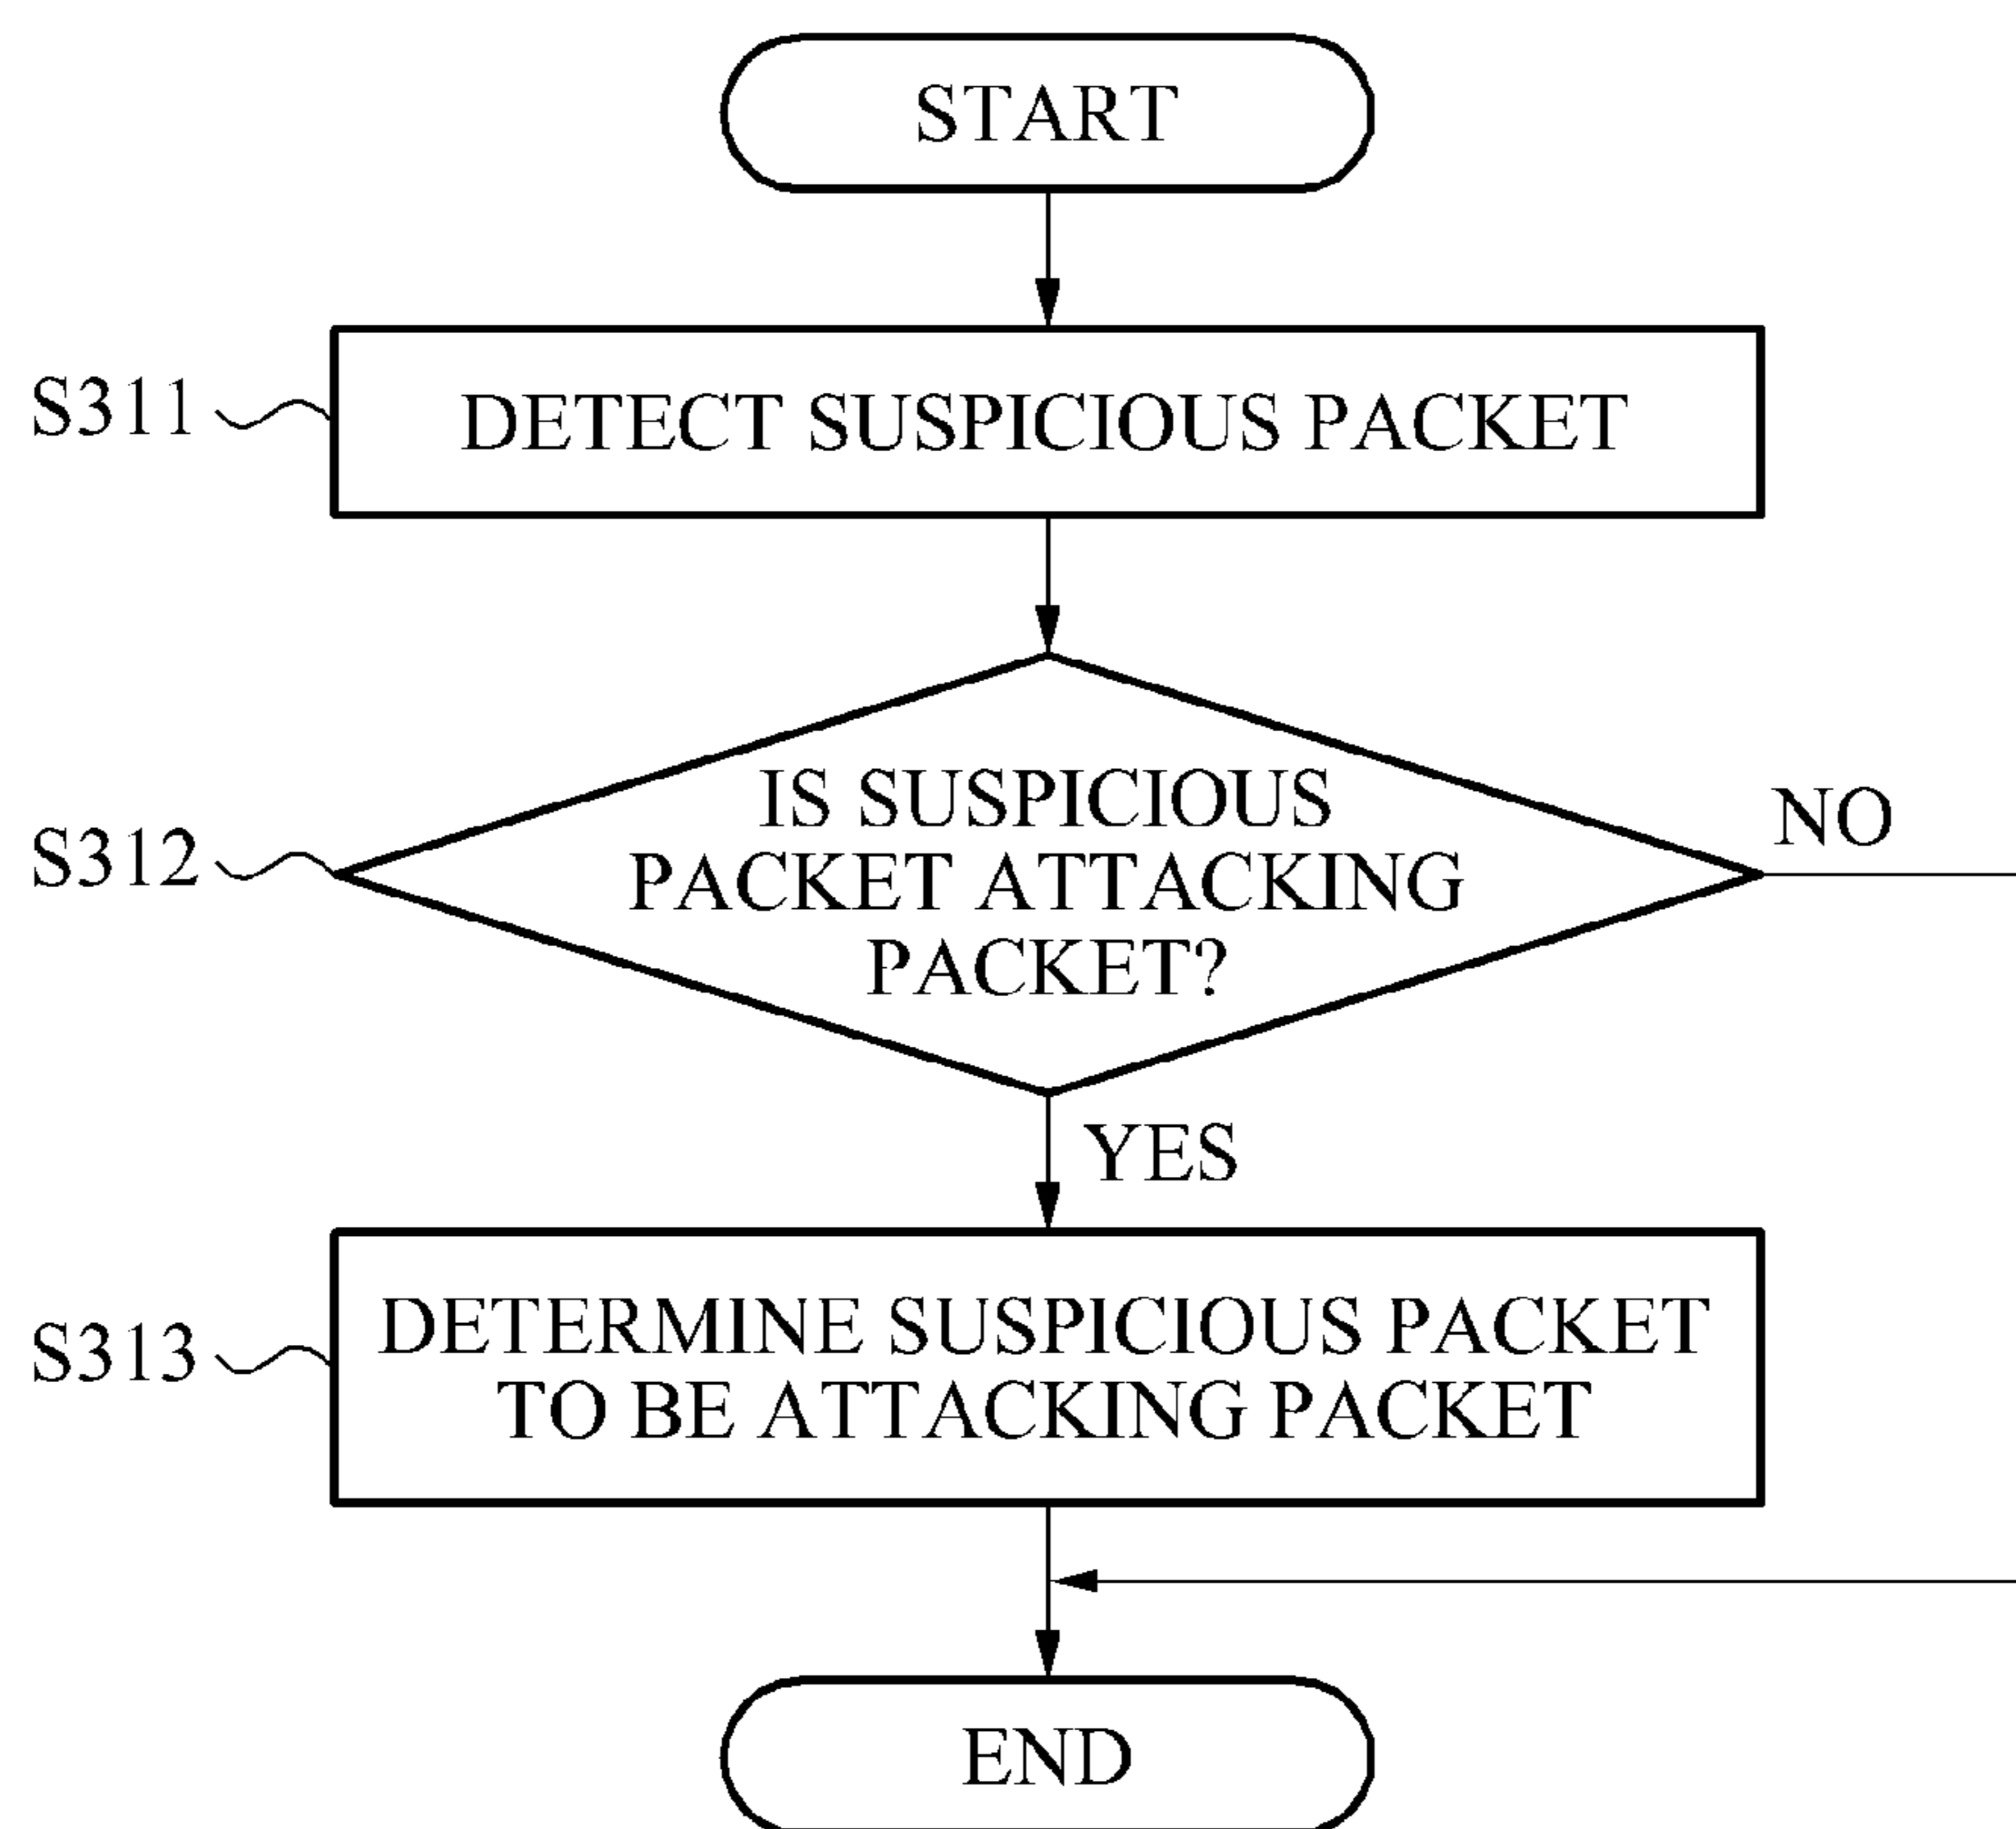 START
S311
DETECT SUSPICIOUS PACKET
S312
IS SUSPICIOUS
PACKET ATTACKING
PACKET?
NO
YES
S313
DETERMINE SUSPICIOUS PACKET
TO BE ATTACKING PACKET
END